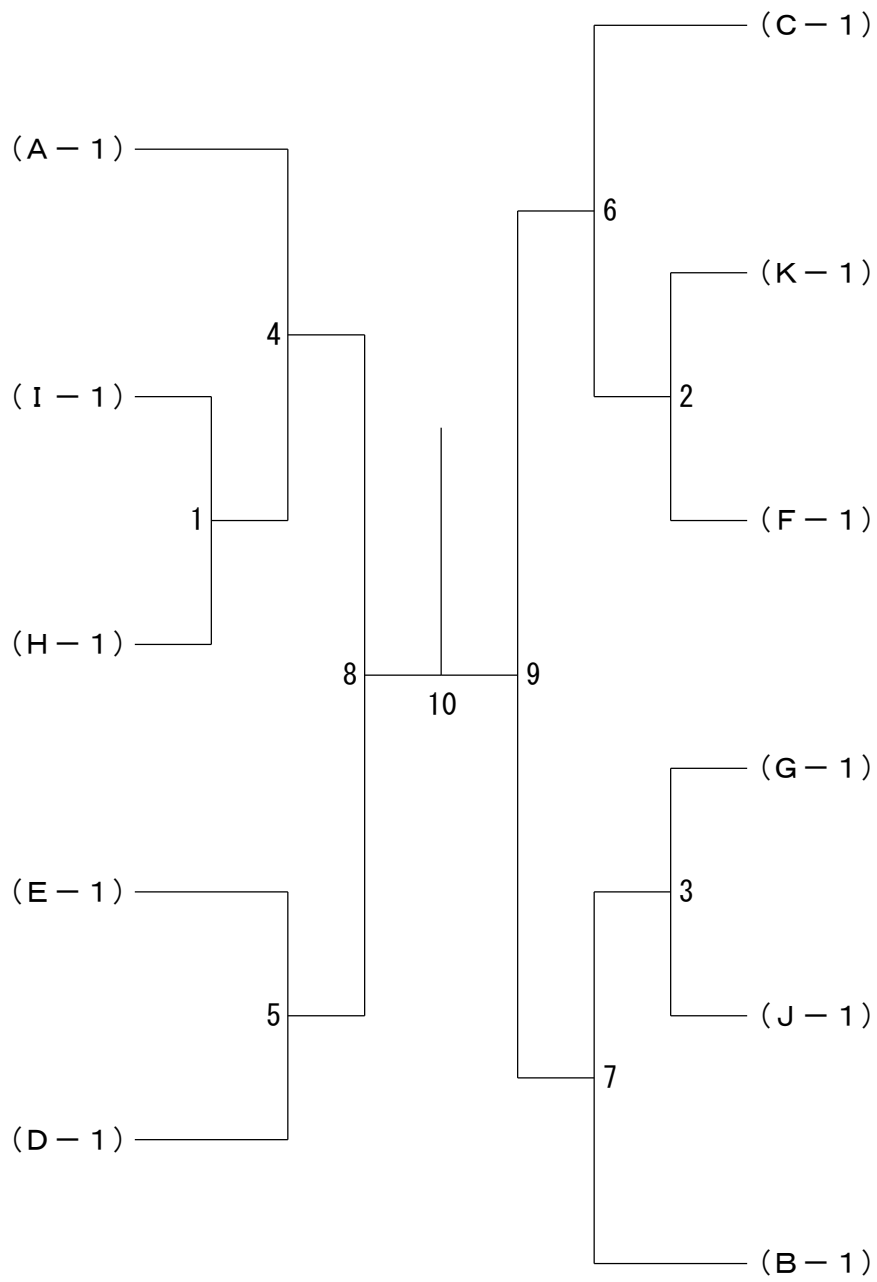 （C－1）
（A－1）
6
（K－1）
4
（I－1）
2
1
（F－1）
（H－1）
8
9
10
（G－1）
（E－1）
3
5
（J－1）
7
（D－1）
（B－1）